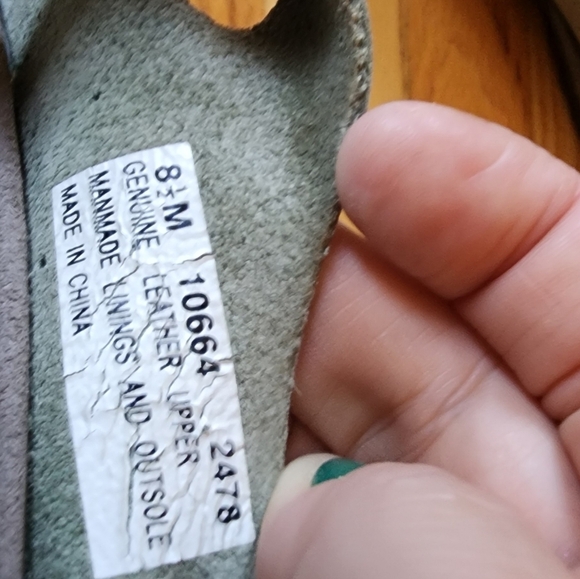 8½M 10664 2478
GENUINE LEATHER UPPER
MANMADE LININGS AND OUTSOLE
MADE IN CHINA